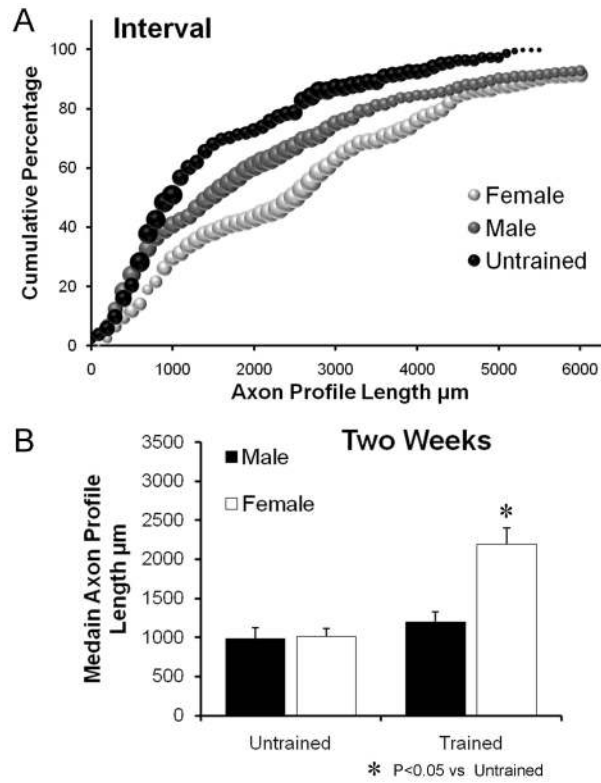 A
Interval
Cumulative Percentage
100
80
60
40
20
0
Female
Male
Untrained
0 1000 2000 3000 4000 5000 6000
Axon Profile Length µm
B
Two Weeks
Medain Axon Profile
Length µm
3500
3000
2500
2000
1500
1000
500
0
Male
Female
*
Untrained Trained
* P<0.05 vs Untrained